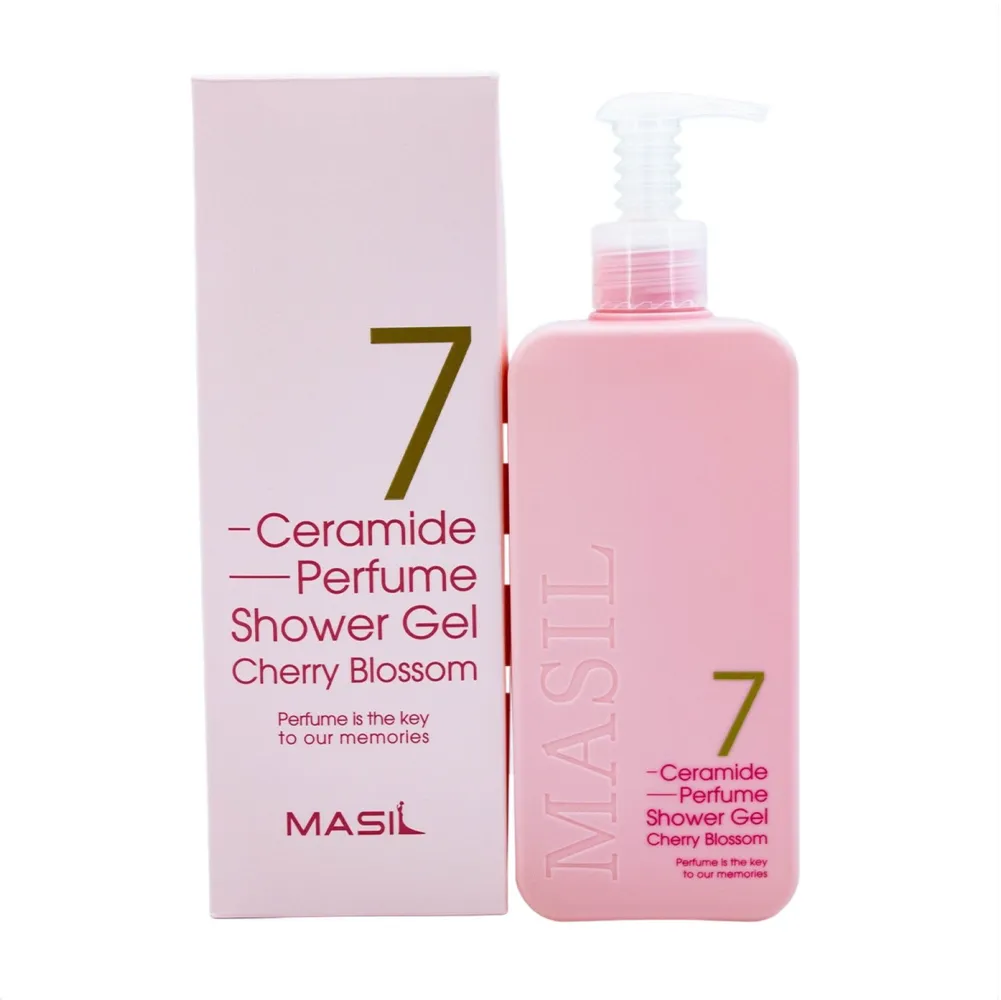 7
Ceramide
Perfume
Shower Gel
Cherry Blossom
Perfume is the key
to our memories
MASIL
MASIL
7
Ceramide
Perfume
Shower Gel
Cherry Blossom
Perfume is the key
to our memories